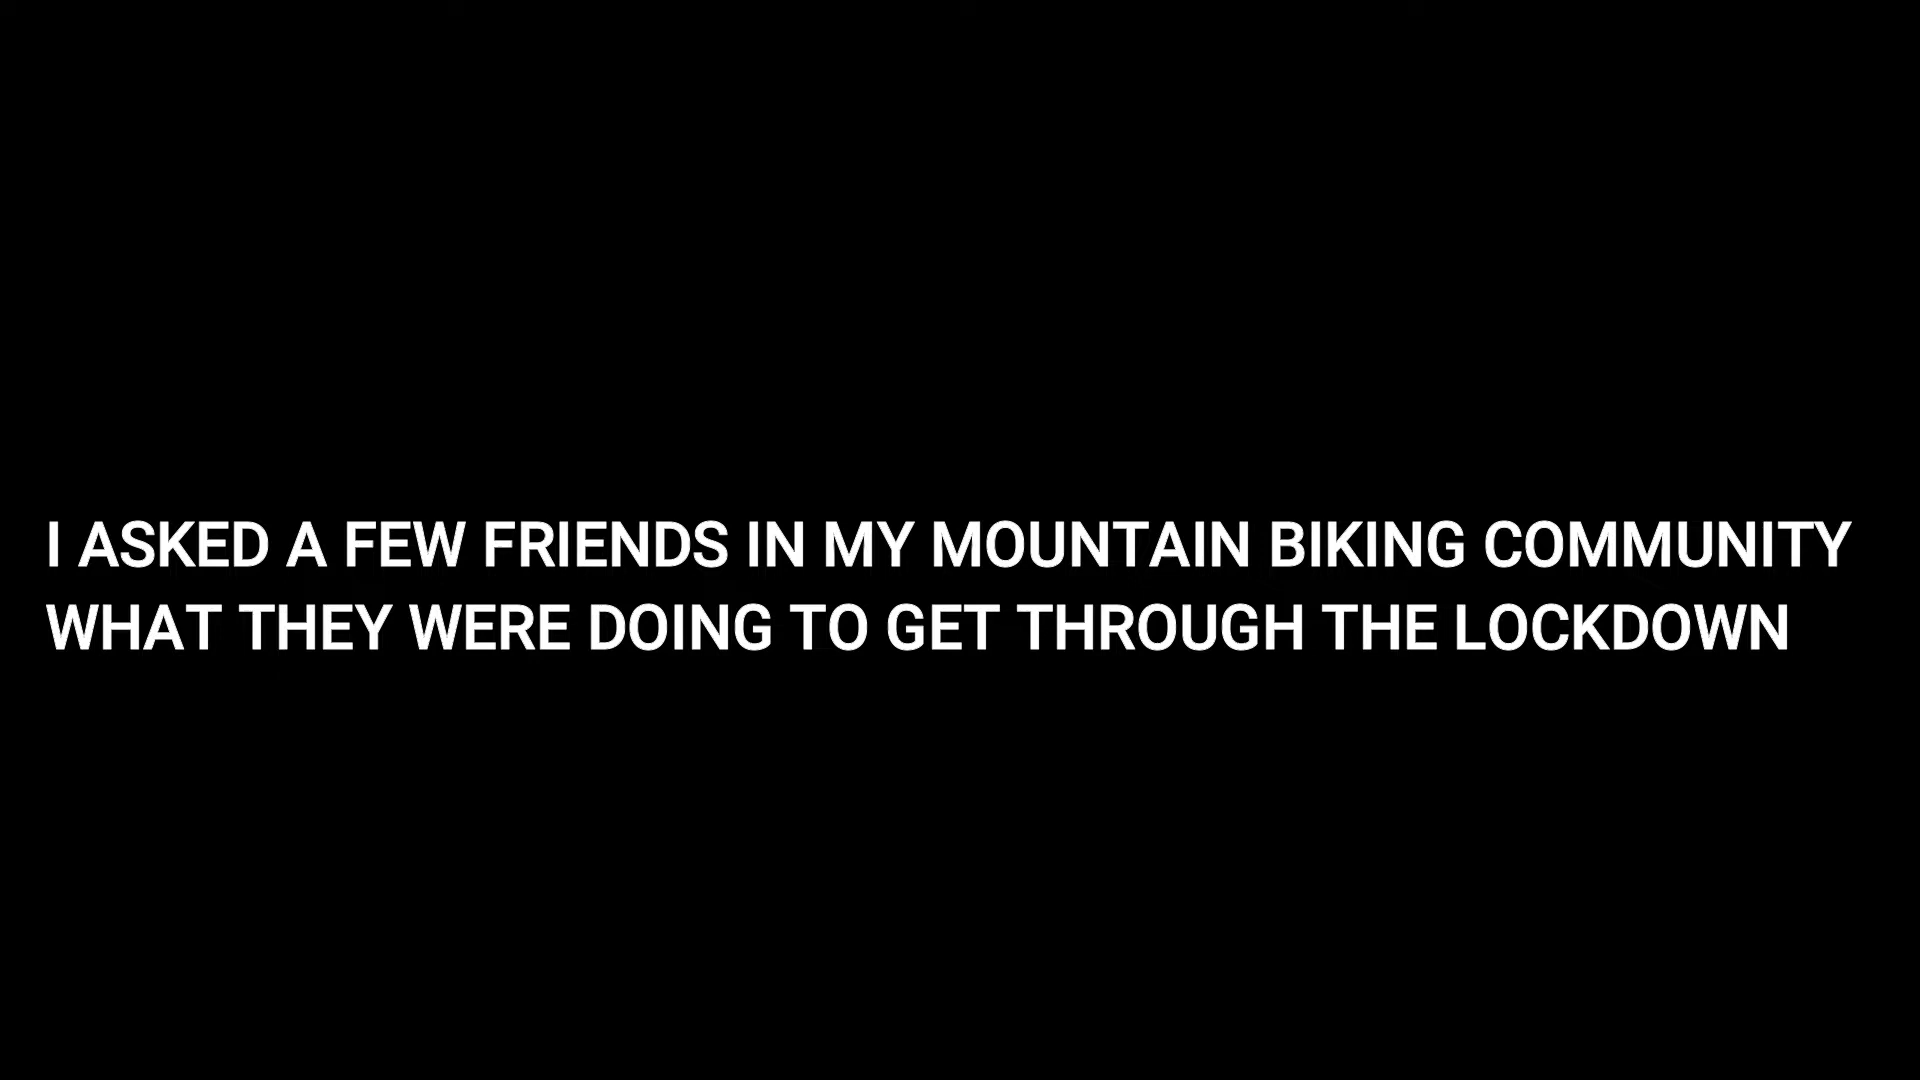 I ASKED A FEW FRIENDS IN MY MOUNTAIN BIKING COMMUNITY
WHAT THEY WERE DOING TO GET THROUGH THE LOCKDOWN